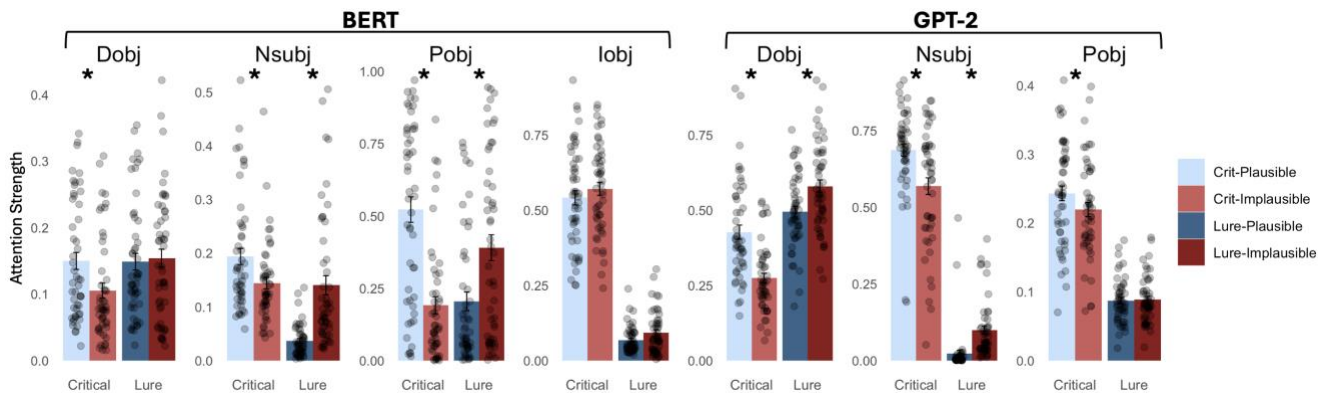 BERT
GPT-2
Dobj
Nsubj
Pobj
Iobj
Dobj
Nsubj
Pobj
* * * * * * * * * *
Attention Strength
0.4
0.3
0.2
0.1
0.0
0.5
0.4
0.3
0.2
0.1
0.0
1.00
0.75
0.50
0.25
0.00
0.75
0.50
0.25
0.00
0.75
0.50
0.25
0.00
0.75
0.50
0.25
0.00
0.4
0.3
0.2
0.1
0.0
Critical Lure
Critical Lure
Critical Lure
Critical Lure
Critical Lure
Critical Lure
Critical Lure
Crit-Plausible
Crit-Implausible
Lure-Plausible
Lure-Implausible